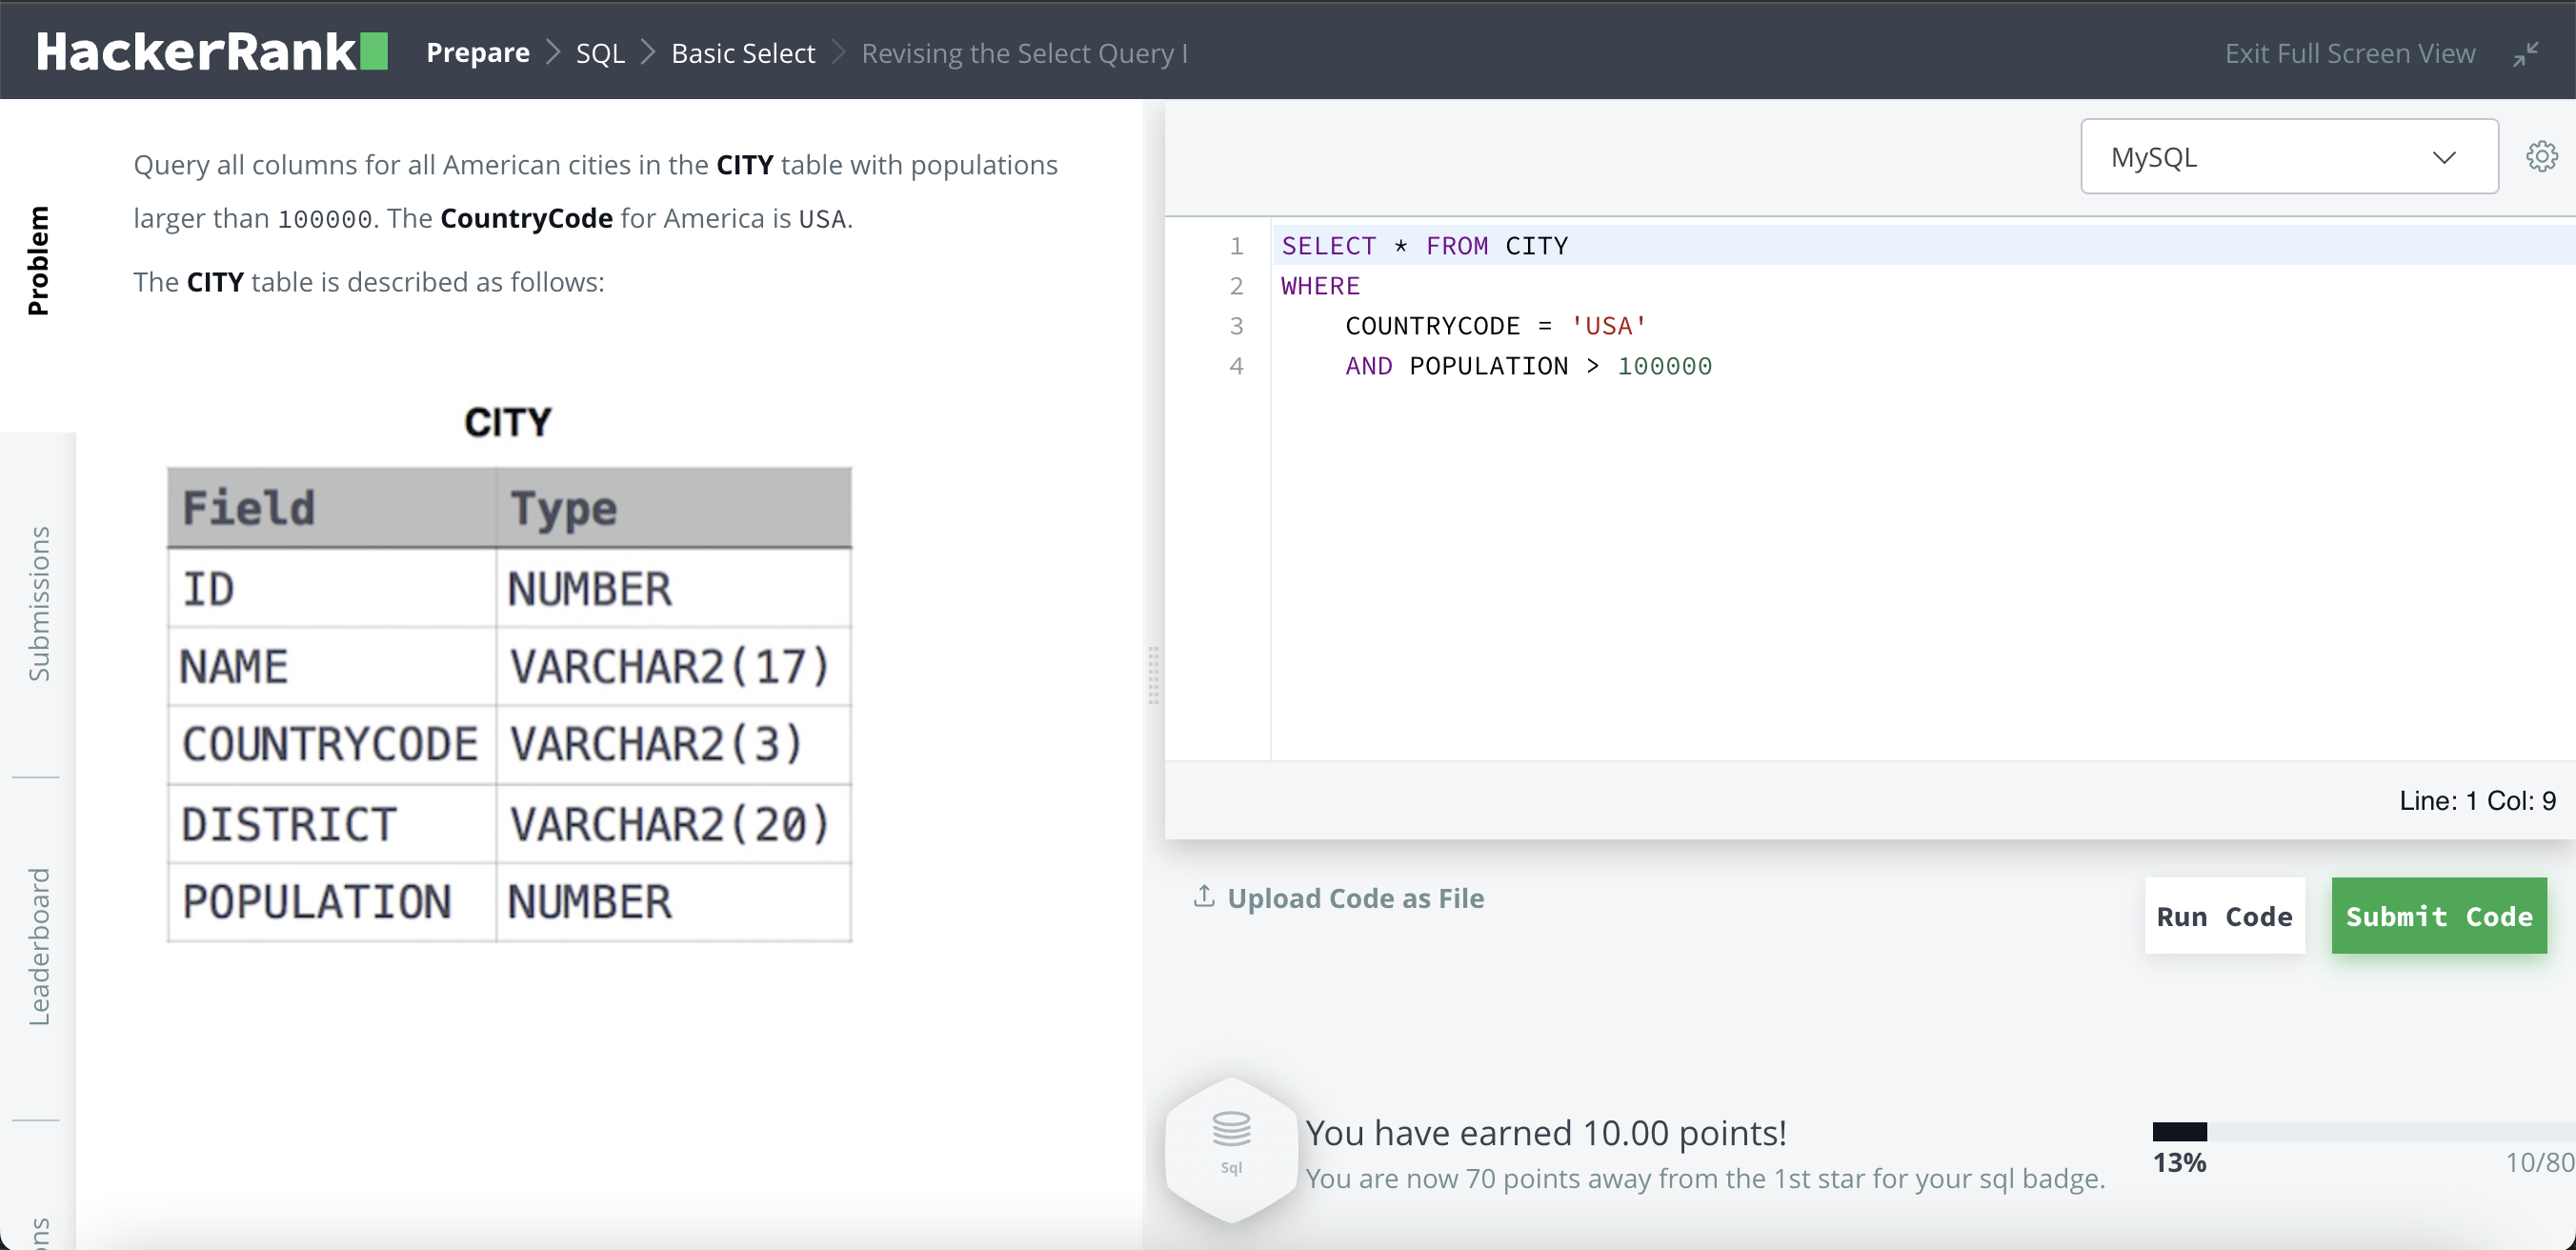 HackerRank Prepare > SQL > Basic Select > Revising the Select Query I Exit Full Screen View
Problem
Submissions
Leaderboard
Query all columns for all American cities in the CITY table with populations
larger than 100000. The CountryCode for America is USA.
The CITY table is described as follows:
CITY
Field Type
ID NUMBER
NAME VARCHAR2(17)
COUNTRYCODE VARCHAR2(3)
DISTRICT VARCHAR2(20)
POPULATION NUMBER
MySQL
1 SELECT * FROM CITY
2 WHERE
3 COUNTRYCODE = 'USA'
4 AND POPULATION > 100000
Line: 1 Col: 9
Upload Code as File
Run Code
Submit Code
Sql
You have earned 10.00 points!
You are now 70 points away from the 1st star for your sql badge.
13% 10/80